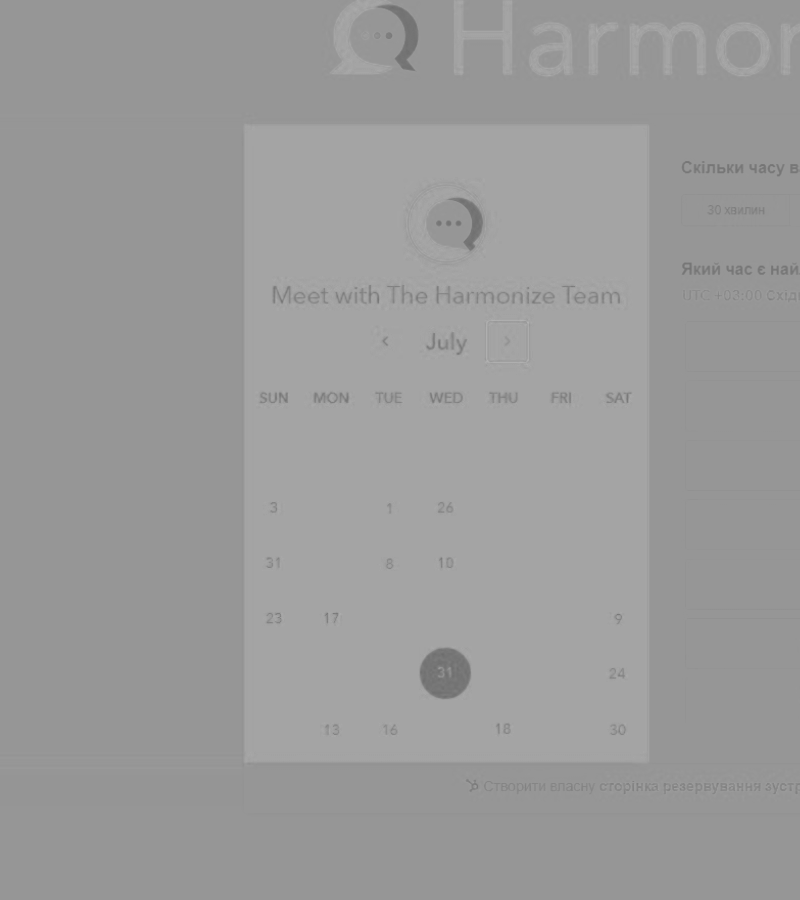 Harmon
Meet with The Harmonize Team
‹ July ›
SUN MON TUE WED THU FRI SAT
3 1 26
31 8 10
23 17 9
31 24
13 16 18 30
Скільки часу в
30 хвилин
Який час є най
UTC +03:00 Східн
Створити власну сторінка резервування зустр